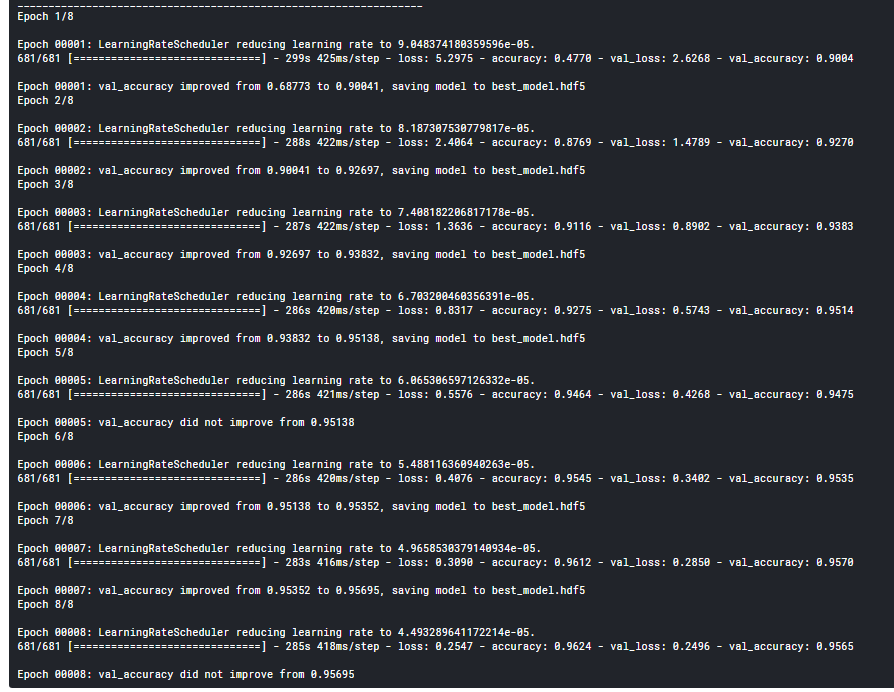 _________________________________________________________________
Epoch 1/8
Epoch 00001: LearningRateScheduler reducing learning rate to 9.048374180359596e-05.
681/681 [==============================] - 299s 425ms/step - loss: 5.2975 - accuracy: 0.4770 - val_loss: 2.6268 - val_accuracy: 0.9004
Epoch 00001: val_accuracy improved from 0.68773 to 0.90041, saving model to best_model.hdf5
Epoch 2/8
Epoch 00002: LearningRateScheduler reducing learning rate to 8.187307530779817e-05.
681/681 [==============================] - 288s 422ms/step - loss: 2.4064 - accuracy: 0.8769 - val_loss: 1.4789 - val_accuracy: 0.9270
Epoch 00002: val_accuracy improved from 0.90041 to 0.92697, saving model to best_model.hdf5
Epoch 3/8
Epoch 00003: LearningRateScheduler reducing learning rate to 7.408182206817178e-05.
681/681 [==============================] - 287s 422ms/step - loss: 1.3636 - accuracy: 0.9116 - val_loss: 0.8902 - val_accuracy: 0.9383
Epoch 00003: val_accuracy improved from 0.92697 to 0.93832, saving model to best_model.hdf5
Epoch 4/8
Epoch 00004: LearningRateScheduler reducing learning rate to 6.703200460356391e-05.
681/681 [==============================] - 286s 420ms/step - loss: 0.8317 - accuracy: 0.9275 - val_loss: 0.5743 - val_accuracy: 0.9514
Epoch 00004: val_accuracy improved from 0.93832 to 0.95138, saving model to best_model.hdf5
Epoch 5/8
Epoch 00005: LearningRateScheduler reducing learning rate to 6.065306597126332e-05.
681/681 [==============================] - 286s 421ms/step - loss: 0.5576 - accuracy: 0.9464 - val_loss: 0.4268 - val_accuracy: 0.9475
Epoch 00005: val_accuracy did not improve from 0.95138
Epoch 6/8
Epoch 00006: LearningRateScheduler reducing learning rate to 5.488116360940263e-05.
681/681 [==============================] - 286s 420ms/step - loss: 0.4076 - accuracy: 0.9545 - val_loss: 0.3402 - val_accuracy: 0.9535
Epoch 00006: val_accuracy improved from 0.95138 to 0.95352, saving model to best_model.hdf5
Epoch 7/8
Epoch 00007: LearningRateScheduler reducing learning rate to 4.9658530379140934e-05.
681/681 [==============================] - 283s 416ms/step - loss: 0.3090 - accuracy: 0.9612 - val_loss: 0.2850 - val_accuracy: 0.9570
Epoch 00007: val_accuracy improved from 0.95352 to 0.95695, saving model to best_model.hdf5
Epoch 8/8
Epoch 00008: LearningRateScheduler reducing learning rate to 4.493289641172214e-05.
681/681 [==============================] - 285s 418ms/step - loss: 0.2547 - accuracy: 0.9624 - val_loss: 0.2496 - val_accuracy: 0.9565
Epoch 00008: val_accuracy did not improve from 0.95695